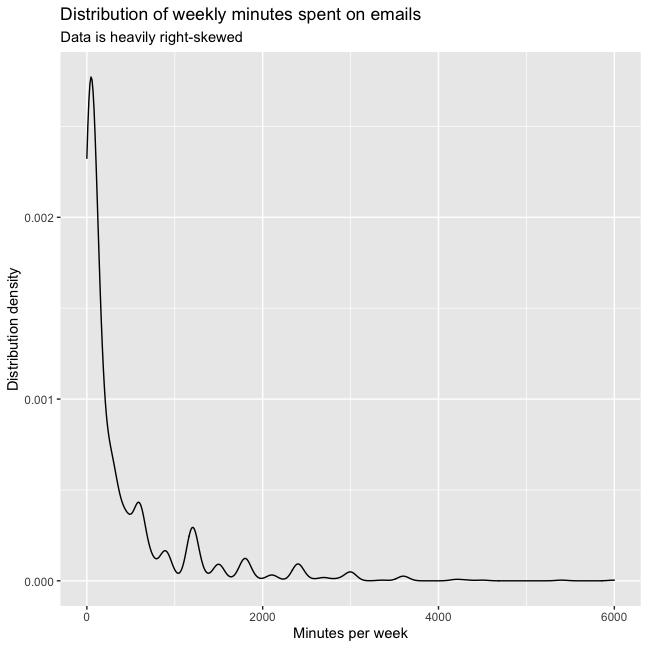 Distribution of weekly minutes spent on emails
Data is heavily right-skewed
0.002
0.001
0.000
Distribution density
0
2000
4000
6000
Minutes per week